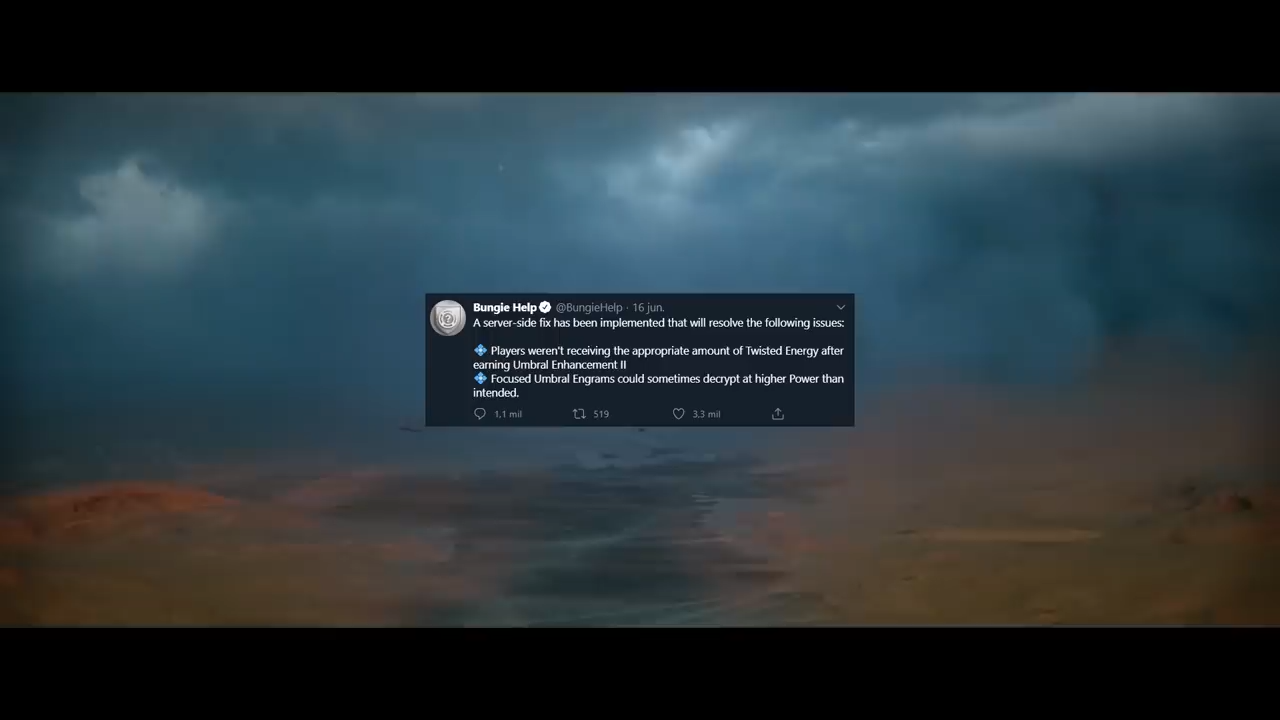 Bungie Help @BungieHelp · 16 jun.
A server-side fix has been implemented that will resolve the following issues:
💠 Players weren't receiving the appropriate amount of Twisted Energy after
earning Umbral Enhancement II
💠 Focused Umbral Engrams could sometimes decrypt at higher Power than
intended.
1,1 mil 519 3,3 mil